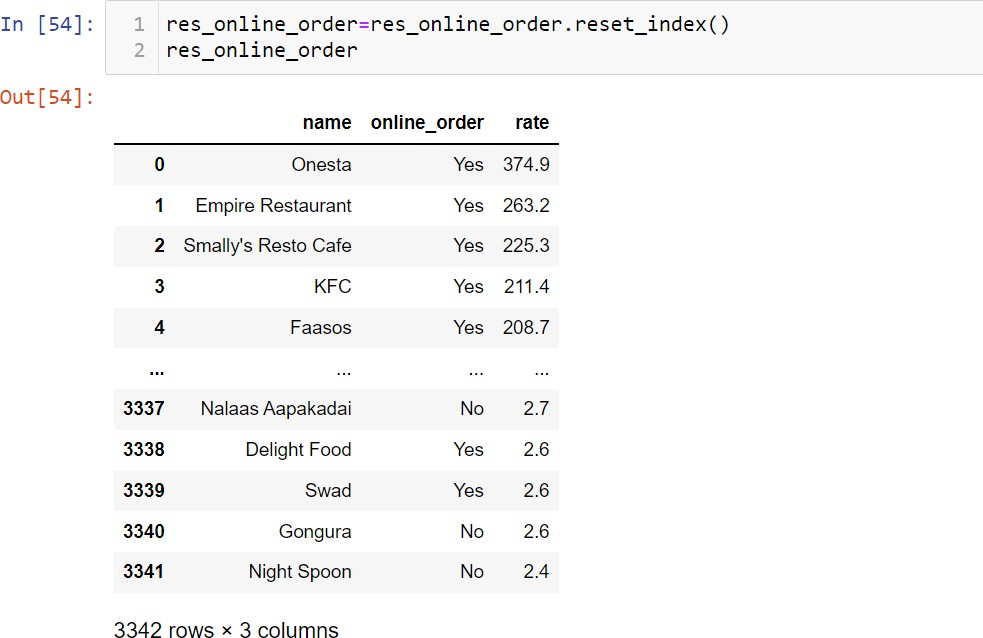 In [54]: 1 res_online_order=res_online_order.reset_index()
2 res_online_order
Out[54]:
name online_order rate
0 Onesta Yes 374.9
1 Empire Restaurant Yes 263.2
2 Smally's Resto Cafe Yes 225.3
3 KFC Yes 211.4
4 Faasos Yes 208.7
... ... ... ...
3337 Nalaas Aapakadai No 2.7
3338 Delight Food Yes 2.6
3339 Swad Yes 2.6
3340 Gongura No 2.6
3341 Night Spoon No 2.4
3342 rows × 3 columns